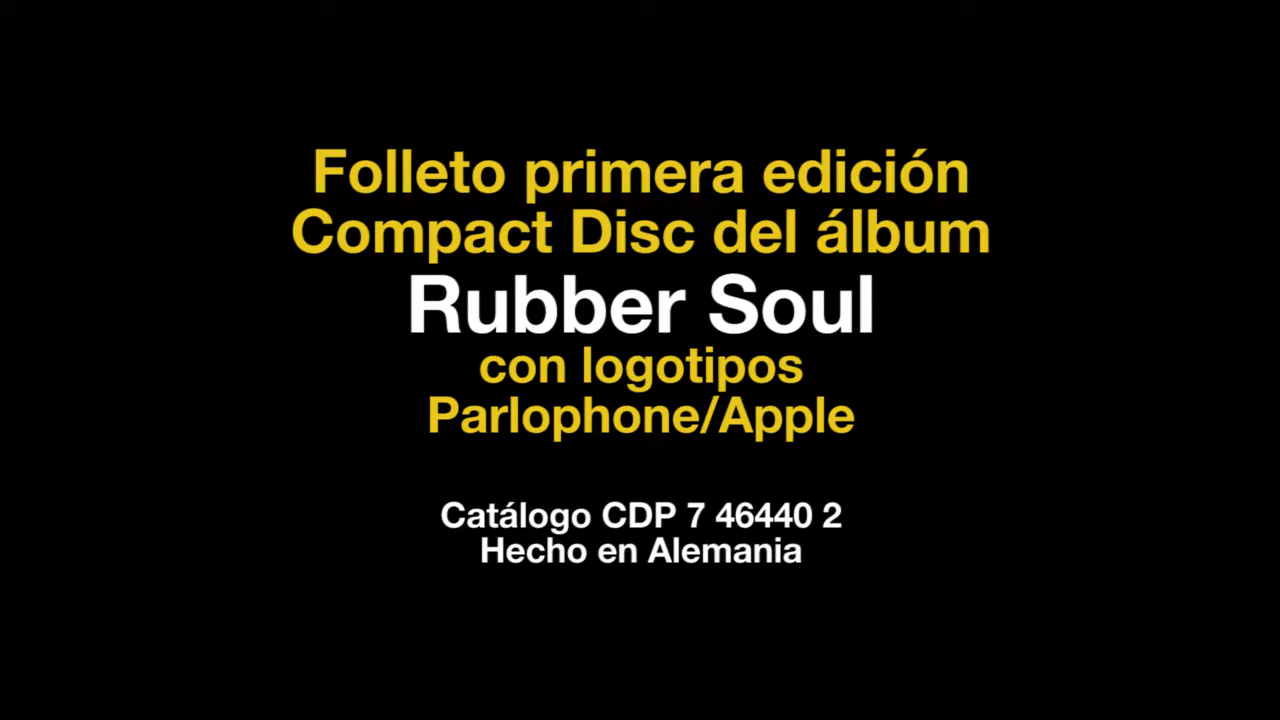 Folleto primera edición
Compact Disc del álbum
Rubber Soul
con logotipos
Parlophone/Apple
Catálogo CDP 7 46440 2
Hecho en Alemania